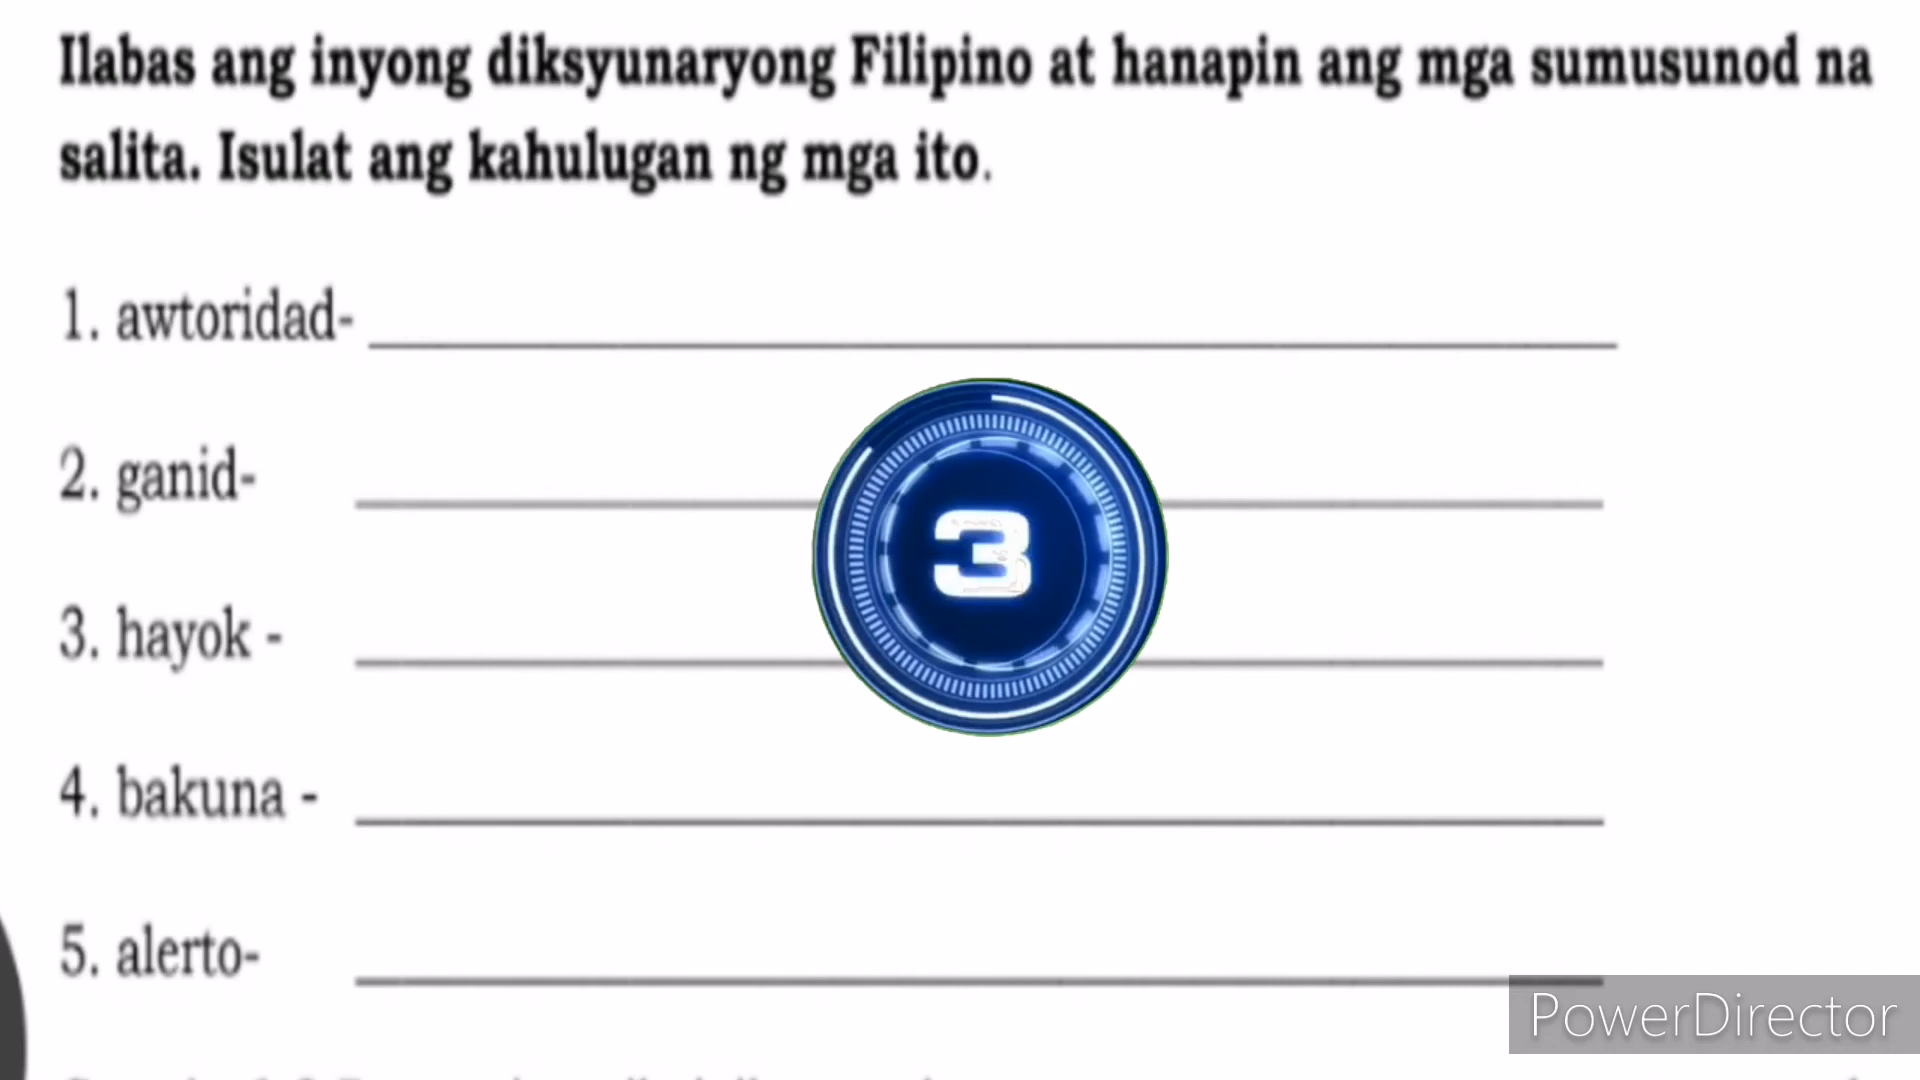 Ilabas ang inyong diksyunaryong Filipino at hanapin ang mga sumusunod na
salita. Isulat ang kahulugan ng mga ito.
1. awtoridad-
2. ganid-
3
3. hayok -
4. bakuna -
5. alerto-
PowerDirector